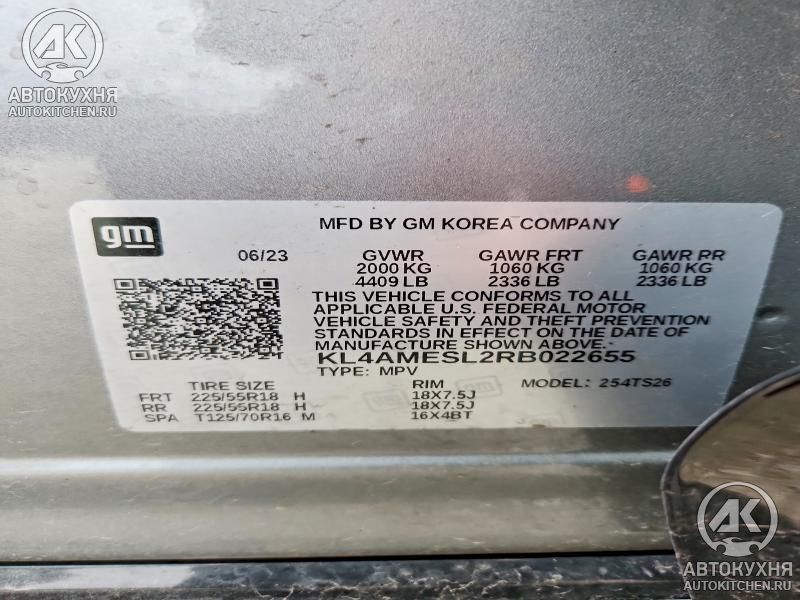 АК
АВТОКУХНЯ
AUTOKITCHEN.RU
gm
MFD BY GM KOREA COMPANY
06/23 GVWR GAWR FRT GAWR RR
2000 KG 1060 KG 1060 KG
4409 LB 2336 LB 2336 LB
THIS VEHICLE CONFORMS TO ALL
APPLICABLE U.S. FEDERAL MOTOR
VEHICLE SAFETY AND THEFT PREVENTION
STANDARDS IN EFFECT ON THE DATE OF
MANUFACTURE SHOWN ABOVE.
KL4AMESL2RB022655
TYPE: MPV MODEL: 254TS26
TIRE SIZE RIM
FRT 225/55R18 H 18X7.5J
RR 225/55R18 H 18X7.5J
SPA T125/70R16 M 16X4BT
АК
АВТОКУХНЯ
AUTOKITCHEN.RU